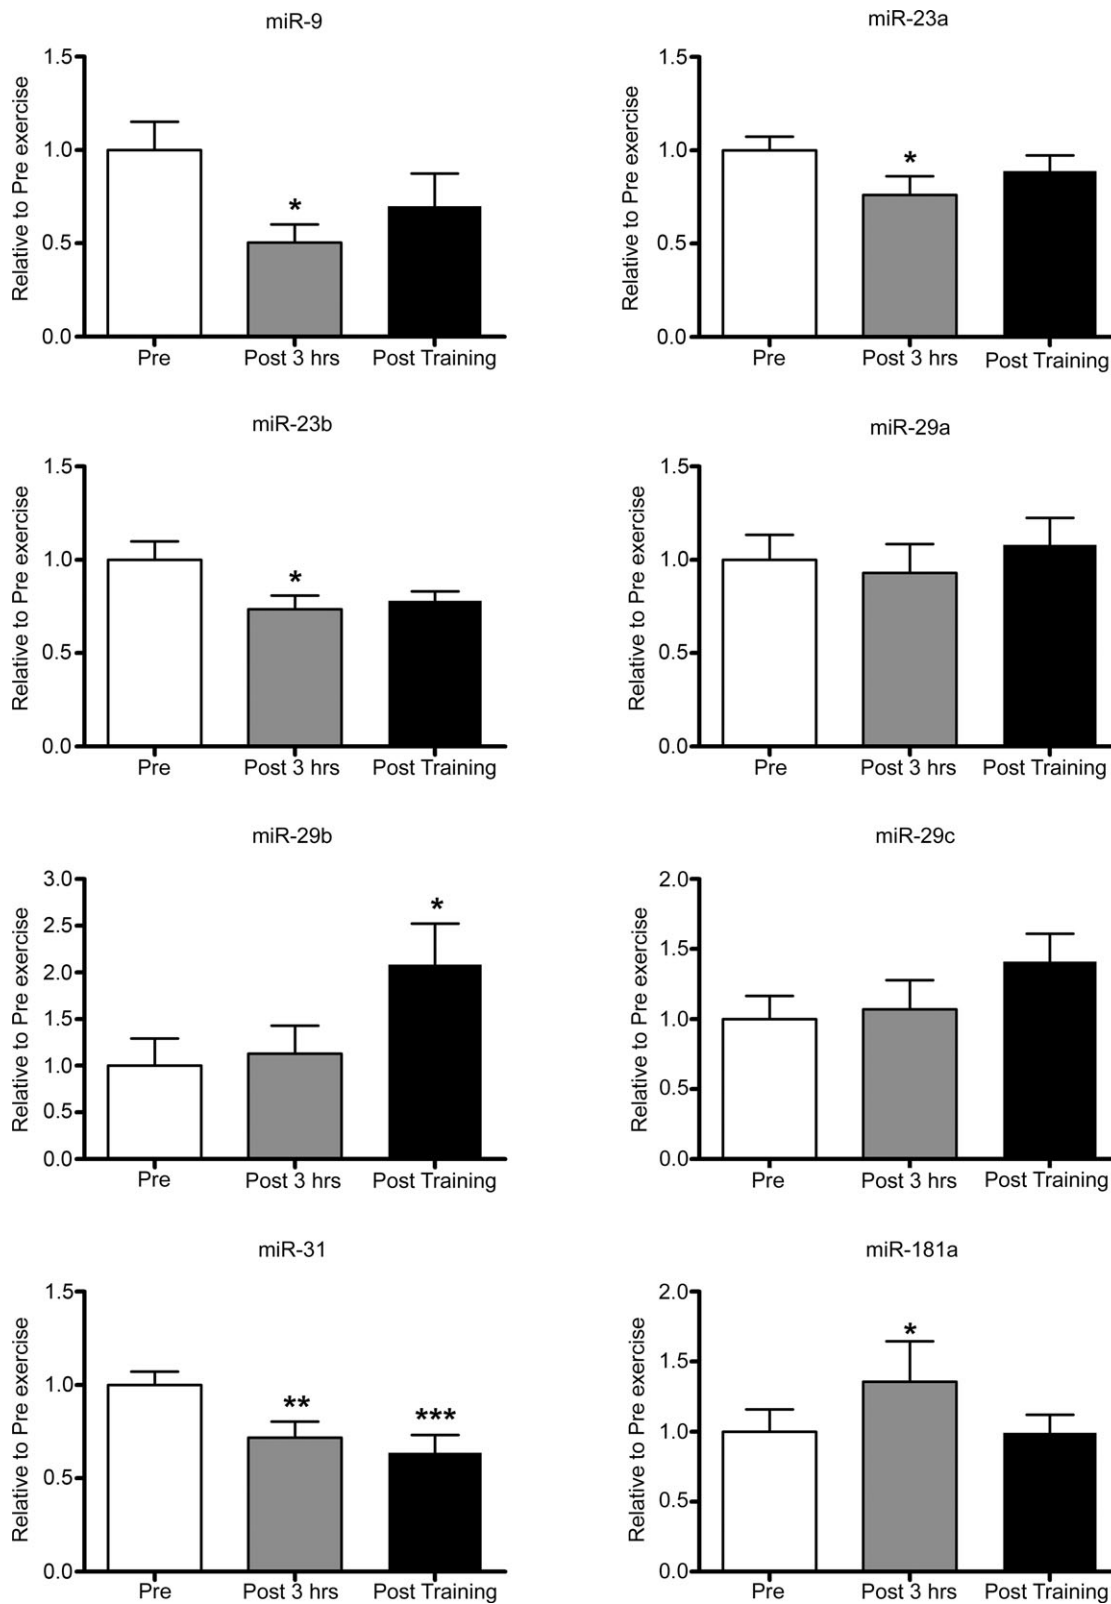 miR-9
Relative to Pre exercise
1.5
1.0
0.5
0.0
*
Pre Post 3 hrs Post Training
miR-23a
Relative to Pre exercise
1.5
1.0
0.5
0.0
*
Pre Post 3 hrs Post Training
miR-23b
Relative to Pre exercise
1.5
1.0
0.5
0.0
*
Pre Post 3 hrs Post Training
miR-29a
Relative to Pre exercise
1.5
1.0
0.5
0.0
Pre Post 3 hrs Post Training
miR-29b
Relative to Pre exercise
3.0
2.5
2.0
1.5
1.0
0.5
0.0
*
Pre Post 3 hrs Post Training
miR-29c
Relative to Pre exercise
2.0
1.5
1.0
0.5
0.0
Pre Post 3 hrs Post Training
miR-31
Relative to Pre exercise
1.5
1.0
0.5
0.0
** ***
Pre Post 3 hrs Post Training
miR-181a
Relative to Pre exercise
2.0
1.5
1.0
0.5
0.0
*
Pre Post 3 hrs Post Training